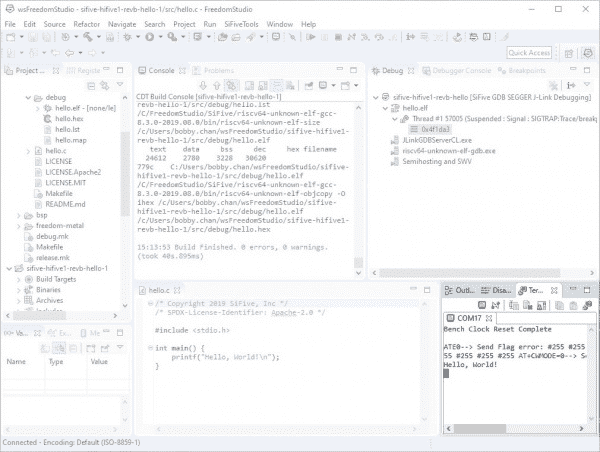 wsFreedomStudio - sifive-hifive1-revb-hello-1/src/hello.c - FreedomStudio
File Edit Source Refactor Navigate Search Project Run SiFiveTools Window Help
Quick Access
Project ...
Registe
debug
hello.elf - [none/le]
hello.hex
hello.lst
hello.map
hello.c
LICENSE
LICENSE.Apache2
LICENSE.MIT
Makefile
README.md
bsp
freedom-metal
debug.mk
Makefile
release.mk
sifive-hifive1-revb-hello-1
Build Targets
Binaries
Archives
Includes
Console
Problems
CDT Build Console [sifive-hifive1-revb-hello-1]
revb-hello-1/src/debug/hello.lst
/C/FreedomStudio/SiFive/riscv64-unknown-elf-gcc-
8.3.0-2019.08.0/bin/riscv64-unknown-elf-size
/c/Users/bobby.chan/wsFreedomStudio/sifive-
hifive1-revb-hello-1/src/debug/hello.elf
text data bss dec hex filename
24612 2780 3228 30620
779c C:/Users/bobby.chan/wsFreedomStudio/sifive-
hifive1-revb-hello-1/src/debug/hello.elf
/C/FreedomStudio/SiFive/riscv64-unknown-elf-gcc-
8.3.0-2019.08.0/bin/riscv64-unknown-elf-objcopy -O
ihex /c/Users/bobby.chan/wsFreedomStudio/sifive-
hifive1-revb-hello-1/src/debug/hello.elf
/c/Users/bobby.chan/wsFreedomStudio/sifive-hifive1-
revb-hello-1/src/debug/hello.hex
15:13:53 Build Finished. 0 errors, 0 warnings.
(took 40s.895ms)
Debug
Debugger Console
Breakpoints
sifive-hifive1-revb-hello [SiFive GDB SEGGER J-Link Debugging]
hello.elf
Thread #1 57005 (Suspended : Signal : SIGTRAP:Trace/breakp
0x4f1da3
JLinkGDBServerCL.exe
riscv64-unknown-elf-gdb.exe
Semihosting and SWV
Va...
Ex
Me
Name Type Value
hello.c
/* Copyright 2019 SiFive, Inc */
/* SPDX-License-Identifier: Apache-2.0 */
#include <stdio.h>
int main() {
printf("Hello, World!\n");
}
Outli...
Disa...
Ter...
COM17
Bench Clock Reset Complete
ATE0--> Send Flag error: #255 #255
55 #255 #255 #255 AT+CWMODE=0--> Se
Hello, World!
Connected - Encoding: Default (ISO-8859-1)